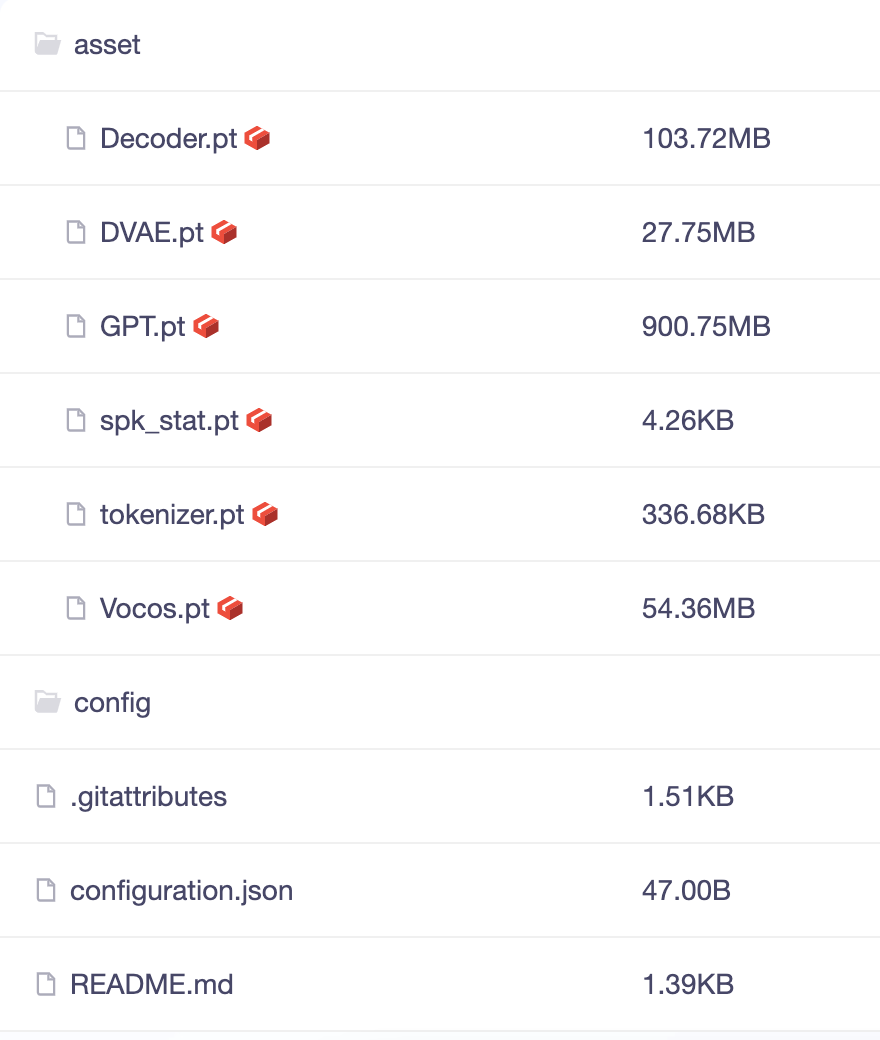 asset
Decoder.pt 103.72MB
DVAE.pt 27.75MB
GPT.pt 900.75MB
spk_stat.pt 4.26KB
tokenizer.pt 336.68KB
Vocos.pt 54.36MB
config
.gitattributes 1.51KB
configuration.json 47.00B
README.md 1.39KB